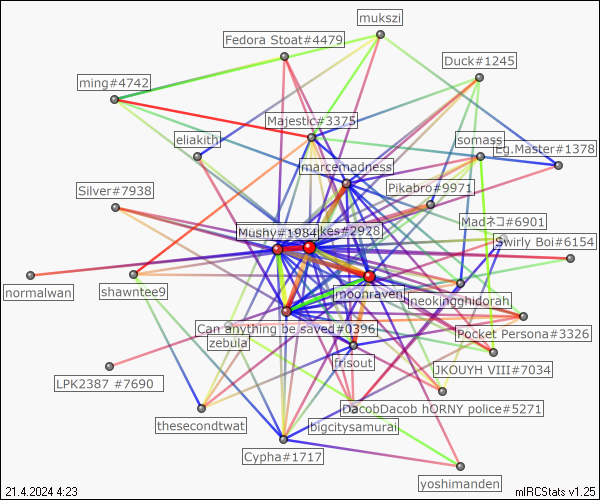 mukszi
Fedora Stoat#4479
Duck#1245
ming#4742
Majestic#3375
somass
eliakith
Eg.Master#1378
marcemadness
Pikabro#9971
Silver#7938
Madネコ#6901
Mushy#1984
kes#2928
Swirly Boi#6154
normalwan
shawntee9
moonraven
neokingghidorah
Can anything be saved#0396
Pocket Persona#3326
zebula
frisout
JKOUYH VIII#7034
LPK2387 #7690
DacobDacob hORNY police#5271
thesecondtwat
bigcitysamurai
Cypha#1717
yoshimanden
21.4.2024 4:23
mIRCStats v1.25